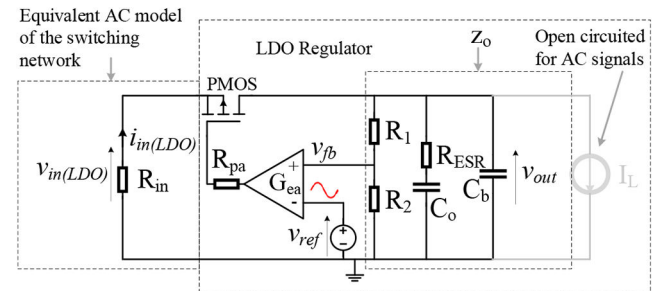 Equivalent AC model
of the switching
network
LDO Regulator
Zo
Open circuited
for AC signals
PMOS
iin(LDO)
vin(LDO)
Rin
Rpa
Gea
+
-
vfb
vref
+
-
R1
R2
RESR
Co
Cb
vout
IL